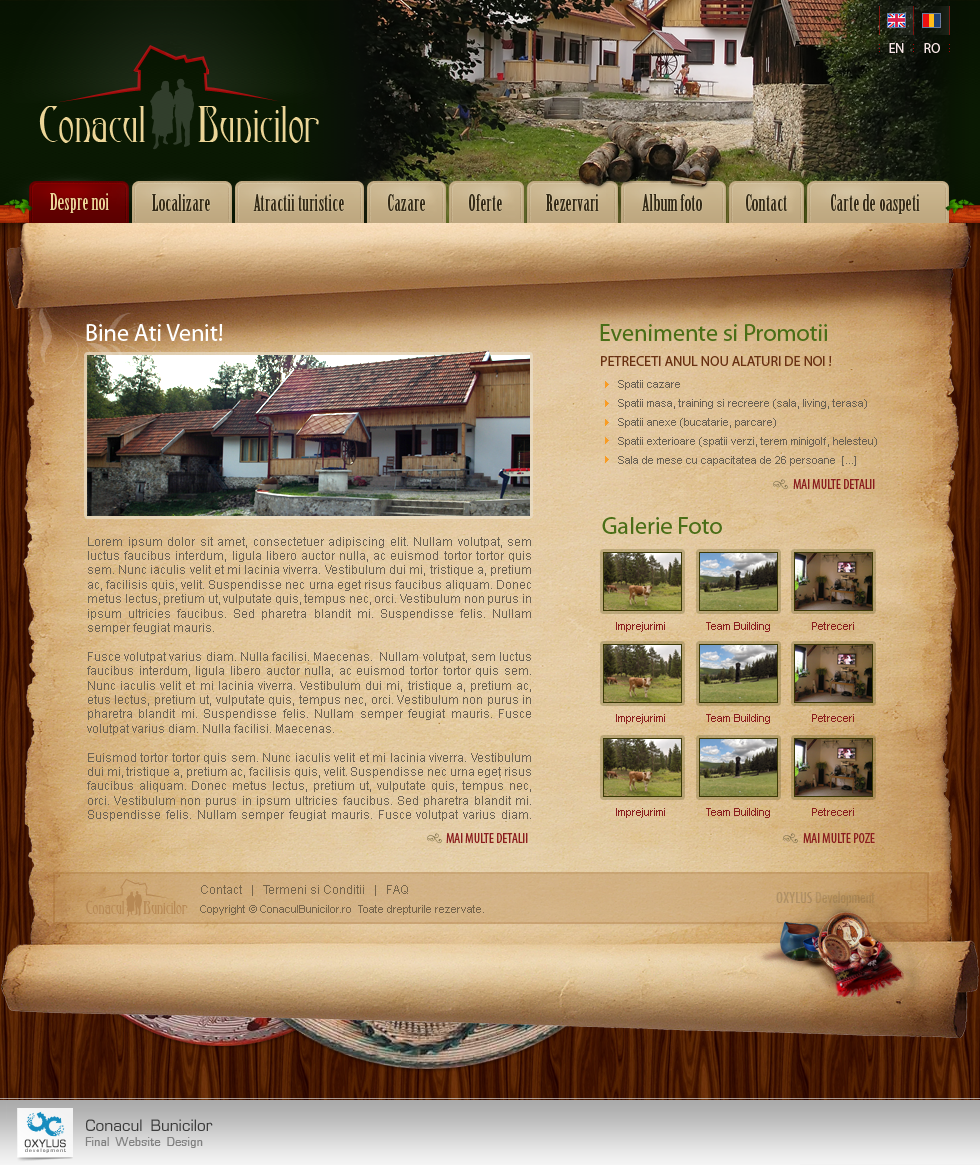 EN RO
Conacul Bunicilor
Despre noi
Localizare
Atractii turistice
Cazare
Oferte
Rezervari
Album foto
Contact
Carte de oaspeti
Bine Ati Venit!
Lorem ipsum dolor sit amet, consectetuer adipiscing elit. Nullam volutpat, sem
luctus faucibus interdum, ligula libero auctor nulla, ac euismod tortor tortor quis
sem. Nunc iaculis velit et mi lacinia viverra. Vestibulum dui mi, tristique a, pretium
ac, facilisis quis, velit. Suspendisse nec urna eget risus faucibus aliquam. Donec
metus lectus, pretium ut, vulputate quis, tempus nec, orci. Vestibulum non purus in
ipsum ultricies faucibus. Sed pharetra blandit mi. Suspendisse felis. Nullam
semper feugiat mauris.
Fusce volutpat varius diam. Nulla facilisi. Maecenas. Nullam volutpat, sem luctus
faucibus interdum, ligula libero auctor nulla, ac euismod tortor tortor quis sem.
Nunc iaculis velit et mi lacinia viverra. Vestibulum dui mi, tristique a, pretium ac,
etus lectus, pretium ut, vulputate quis, tempus nec, orci. Vestibulum non purus in
pharetra blandit mi. Suspendisse felis. Nullam semper feugiat mauris. Fusce
volutpat varius diam. Nulla facilisi. Maecenas.
Euismod tortor tortor quis sem. Nunc iaculis velit et mi lacinia viverra. Vestibulum
dui mi, tristique a, pretium ac, facilisis quis, velit. Suspendisse nec urna eget risus
faucibus aliquam. Donec metus lectus, pretium ut, vulputate quis, tempus nec,
orci. Vestibulum non purus in ipsum ultricies faucibus. Sed pharetra blandit mi.
Suspendisse felis. Nullam semper feugiat mauris. Fusce volutpat varius diam.
MAI MULTE DETALII
Evenimente si Promotii
PETRECETI ANUL NOU ALATURI DE NOI !
Spatii cazare
Spatii masa, training si recreere (sala, living, terasa)
Spatii anexe (bucatarie, parcare)
Spatii exterioare (spatii verzi, terem minigolf, helesteu)
Sala de mese cu capacitatea de 26 persoane [...]
MAI MULTE DETALII
Galerie Foto
Imprejurimi Team Building Petreceri
Imprejurimi Team Building Petreceri
Imprejurimi Team Building Petreceri
MAI MULTE POZE
Conacul Bunicilor
Contact | Termeni si Conditii | FAQ
Copyright © ConaculBunicilor.ro Toate drepturile rezervate.
OXYLUS Development
OXYLUS
development
Conacul Bunicilor
Final Website Design